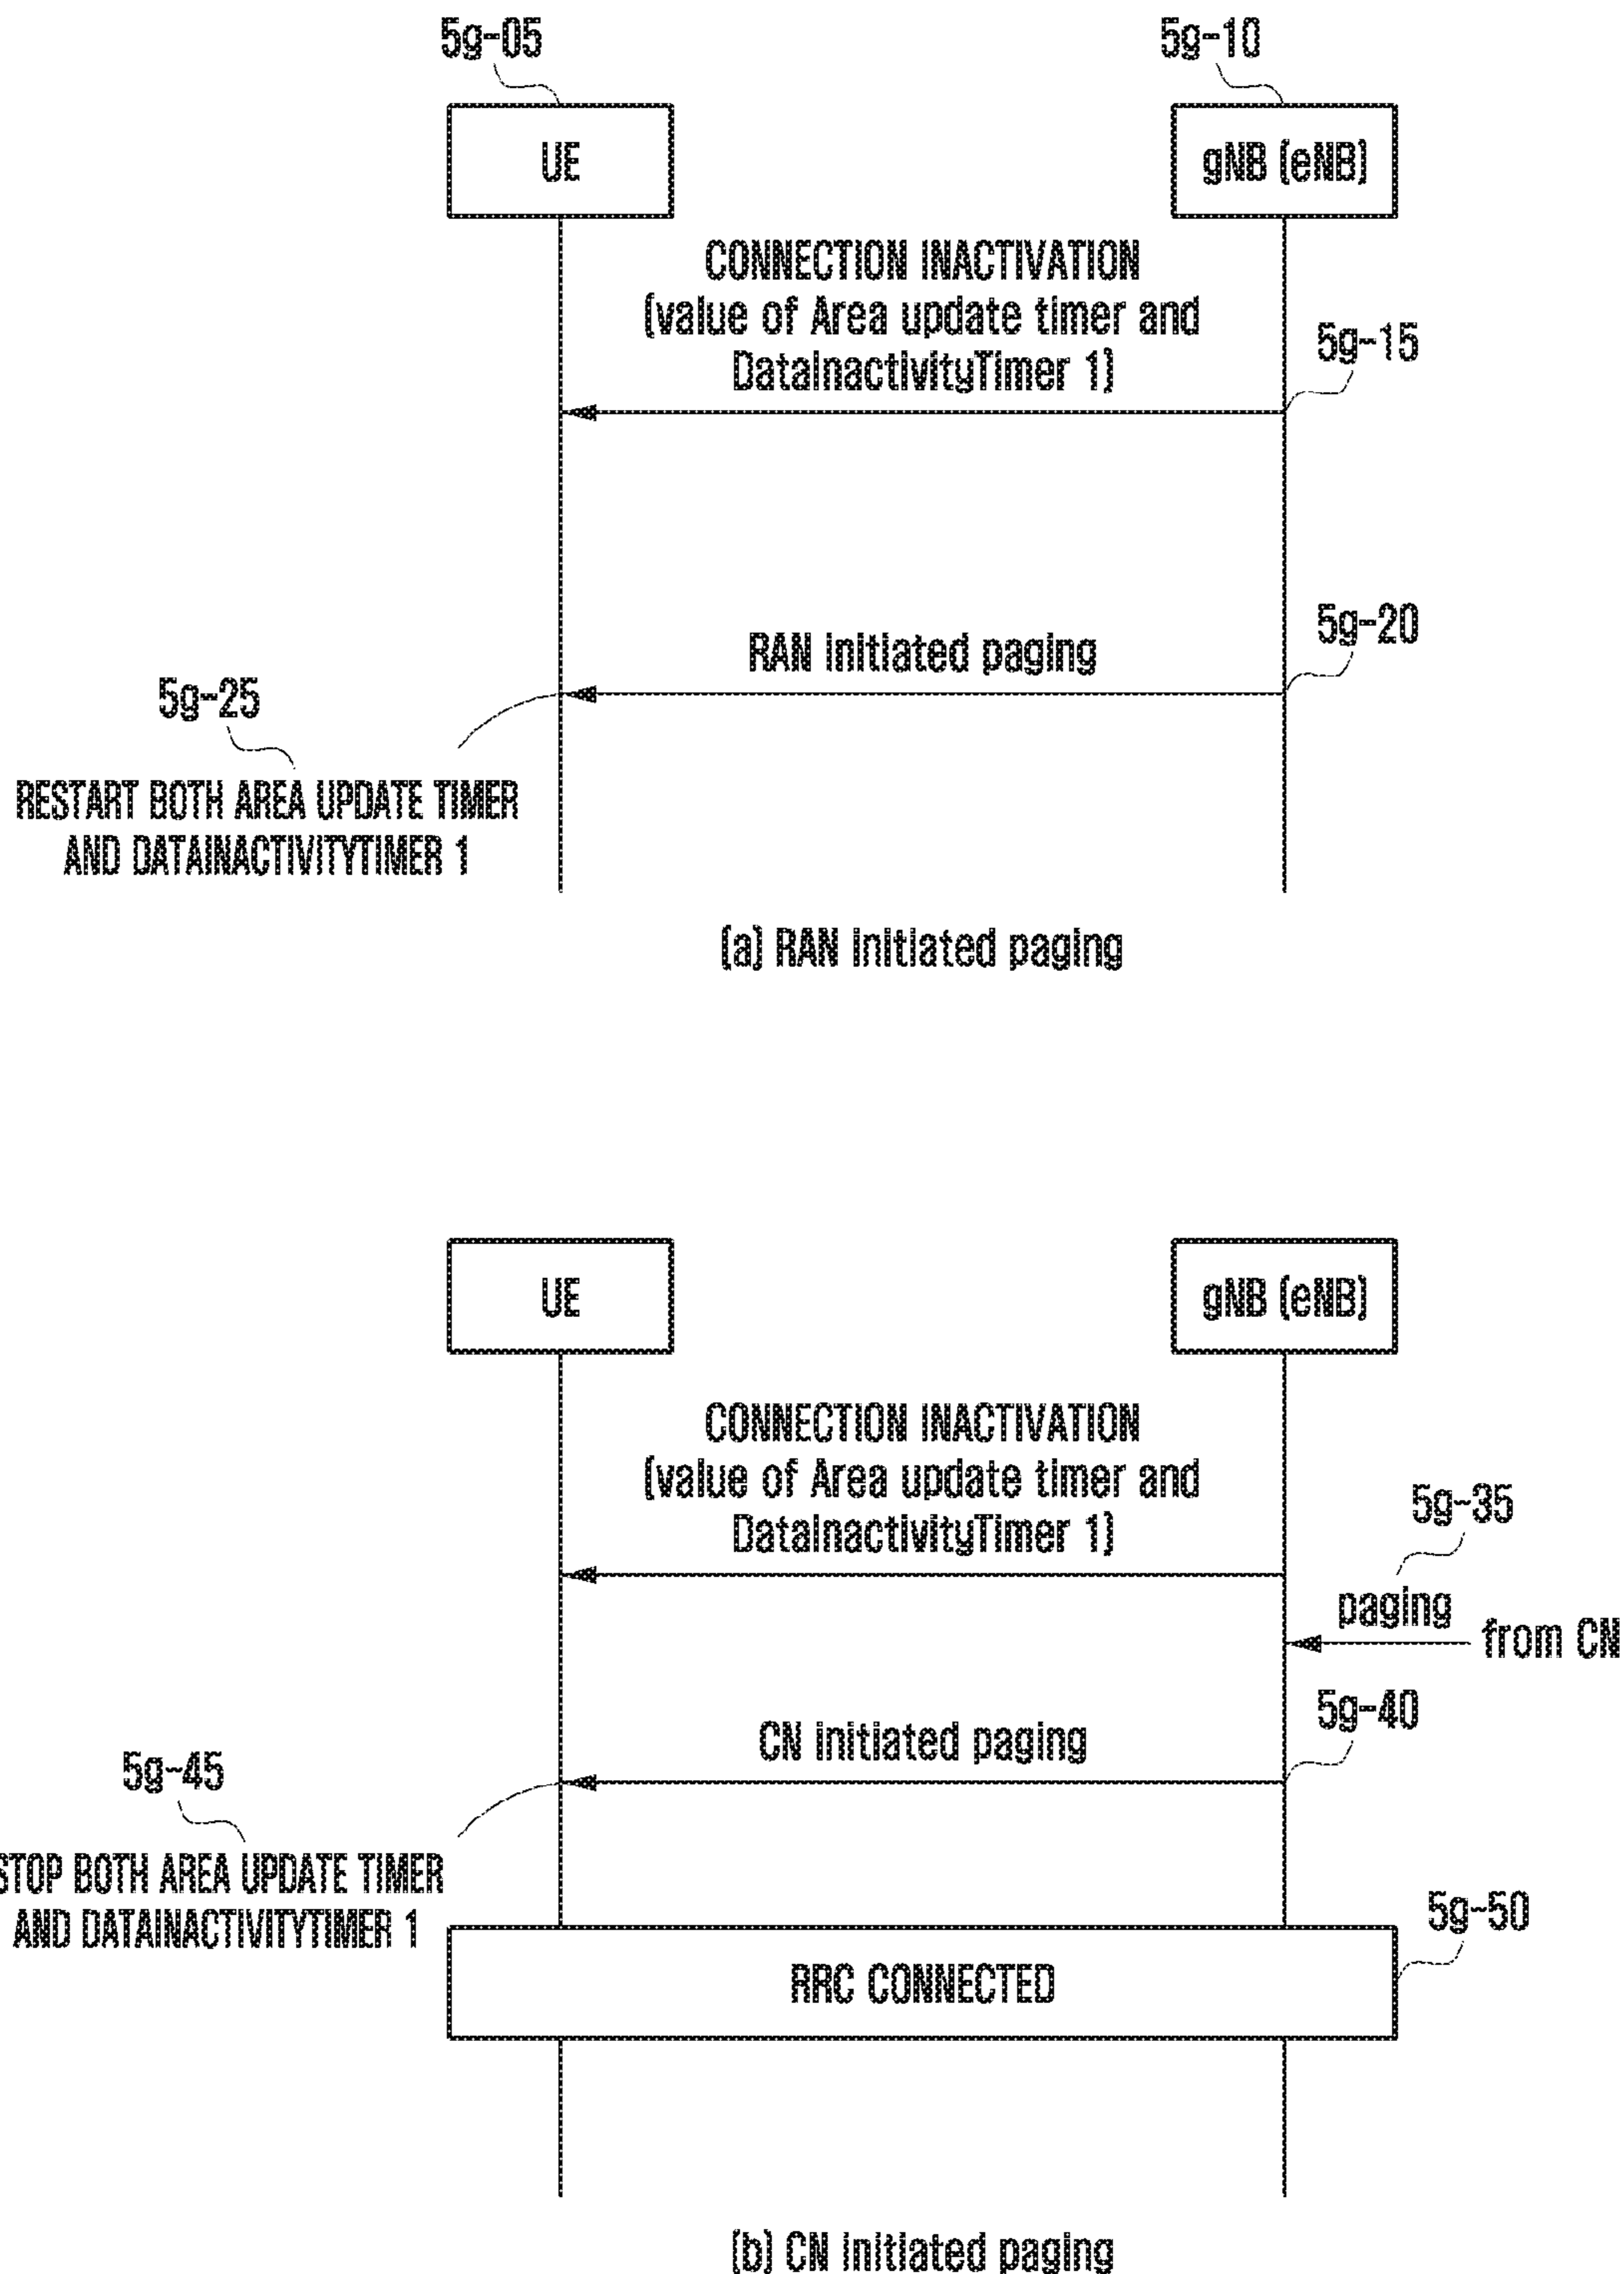 5g-05
5g-10
UE
gNB (eNB)
CONNECTION INACTIVATION
(value of Area update timer and
DataInactivityTimer 1)
5g-15
5g-20
RAN initiated paging
5g-25
RESTART BOTH AREA UPDATE TIMER
AND DATAINACTIVITYTIMER 1
(a) RAN initiated paging
UE
gNB (eNB)
CONNECTION INACTIVATION
(value of Area update timer and
DataInactivityTimer 1)
5g-35
paging
from CN
5g-40
CN initiated paging
5g-45
STOP BOTH AREA UPDATE TIMER
AND DATAINACTIVITYTIMER 1
5g-50
RRC CONNECTED
(b) CN initiated paging